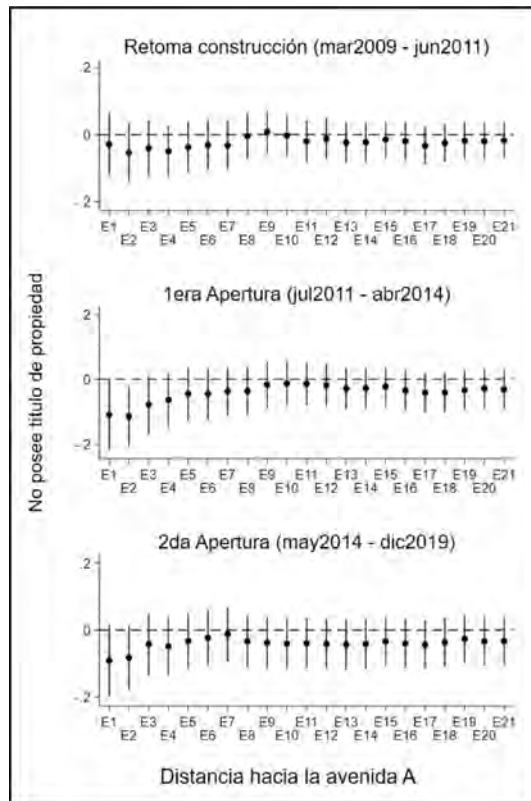 Retoma construcción (mar2009 - jun2011)
.2
0
-.2
E1 E3 E5 E7 E9 E11 E13 E15 E17 E19 E21
E2 E4 E6 E8 E10 E12 E14 E16 E18 E20
1era Apertura (jul2011 - abr2014)
.2
0
-.2
E1 E3 E5 E7 E9 E11 E13 E15 E17 E19 E21
E2 E4 E6 E8 E10 E12 E14 E16 E18 E20
2da Apertura (may2014 - dic2019)
.2
0
-.2
E1 E3 E5 E7 E9 E11 E13 E15 E17 E19 E21
E2 E4 E6 E8 E10 E12 E14 E16 E18 E20
No posee título de propiedad
Distancia hacia la avenida A